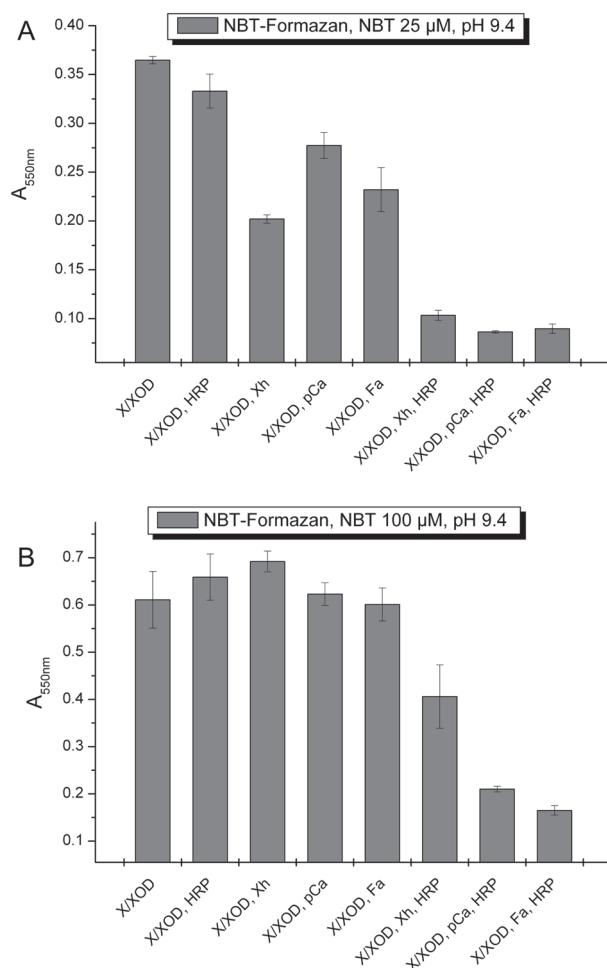 A
NBT-Formazan, NBT 25 µM, pH 9.4
0.40
0.35
0.30
0.25
0.20
0.15
0.10
A550nm
X/XOD
X/XOD, HRP
X/XOD, Xh
X/XOD, pCa
X/XOD, Fa
X/XOD, Xh, HRP
X/XOD, pCa, HRP
X/XOD, Fa, HRP
B
NBT-Formazan, NBT 100 µM, pH 9.4
0.7
0.6
0.5
0.4
0.3
0.2
0.1
A550nm
X/XOD
X/XOD, HRP
X/XOD, Xh
X/XOD, pCa
X/XOD, Fa
X/XOD, Xh, HRP
X/XOD, pCa, HRP
X/XOD, Fa, HRP